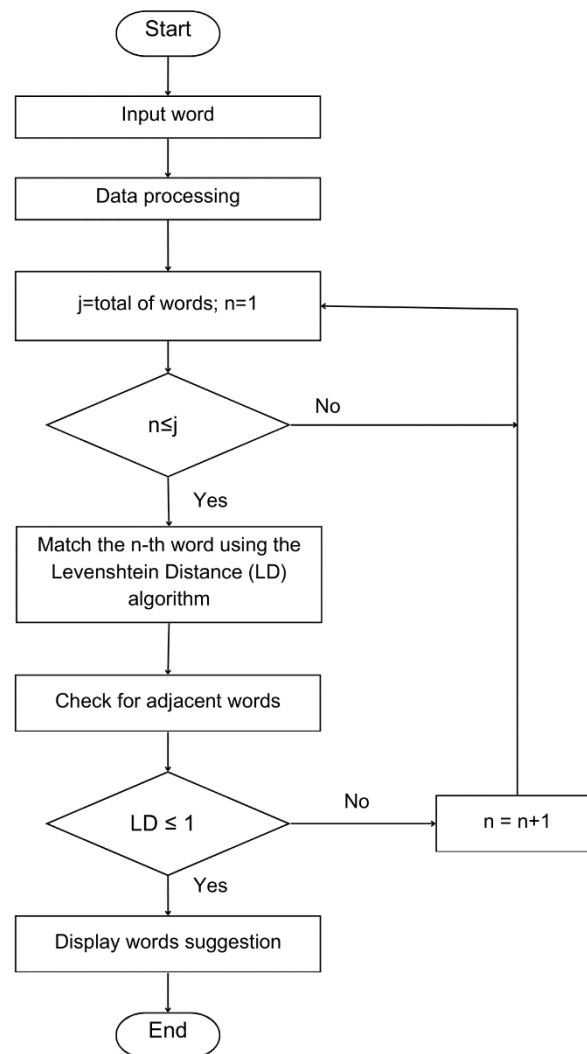 Start
Input word
Data processing
j=total of words; n=1
n≤j
No
Yes
Match the n-th word using the
Levenshtein Distance (LD)
algorithm
Check for adjacent words
LD ≤ 1
No
n = n+1
Yes
Display words suggestion
End